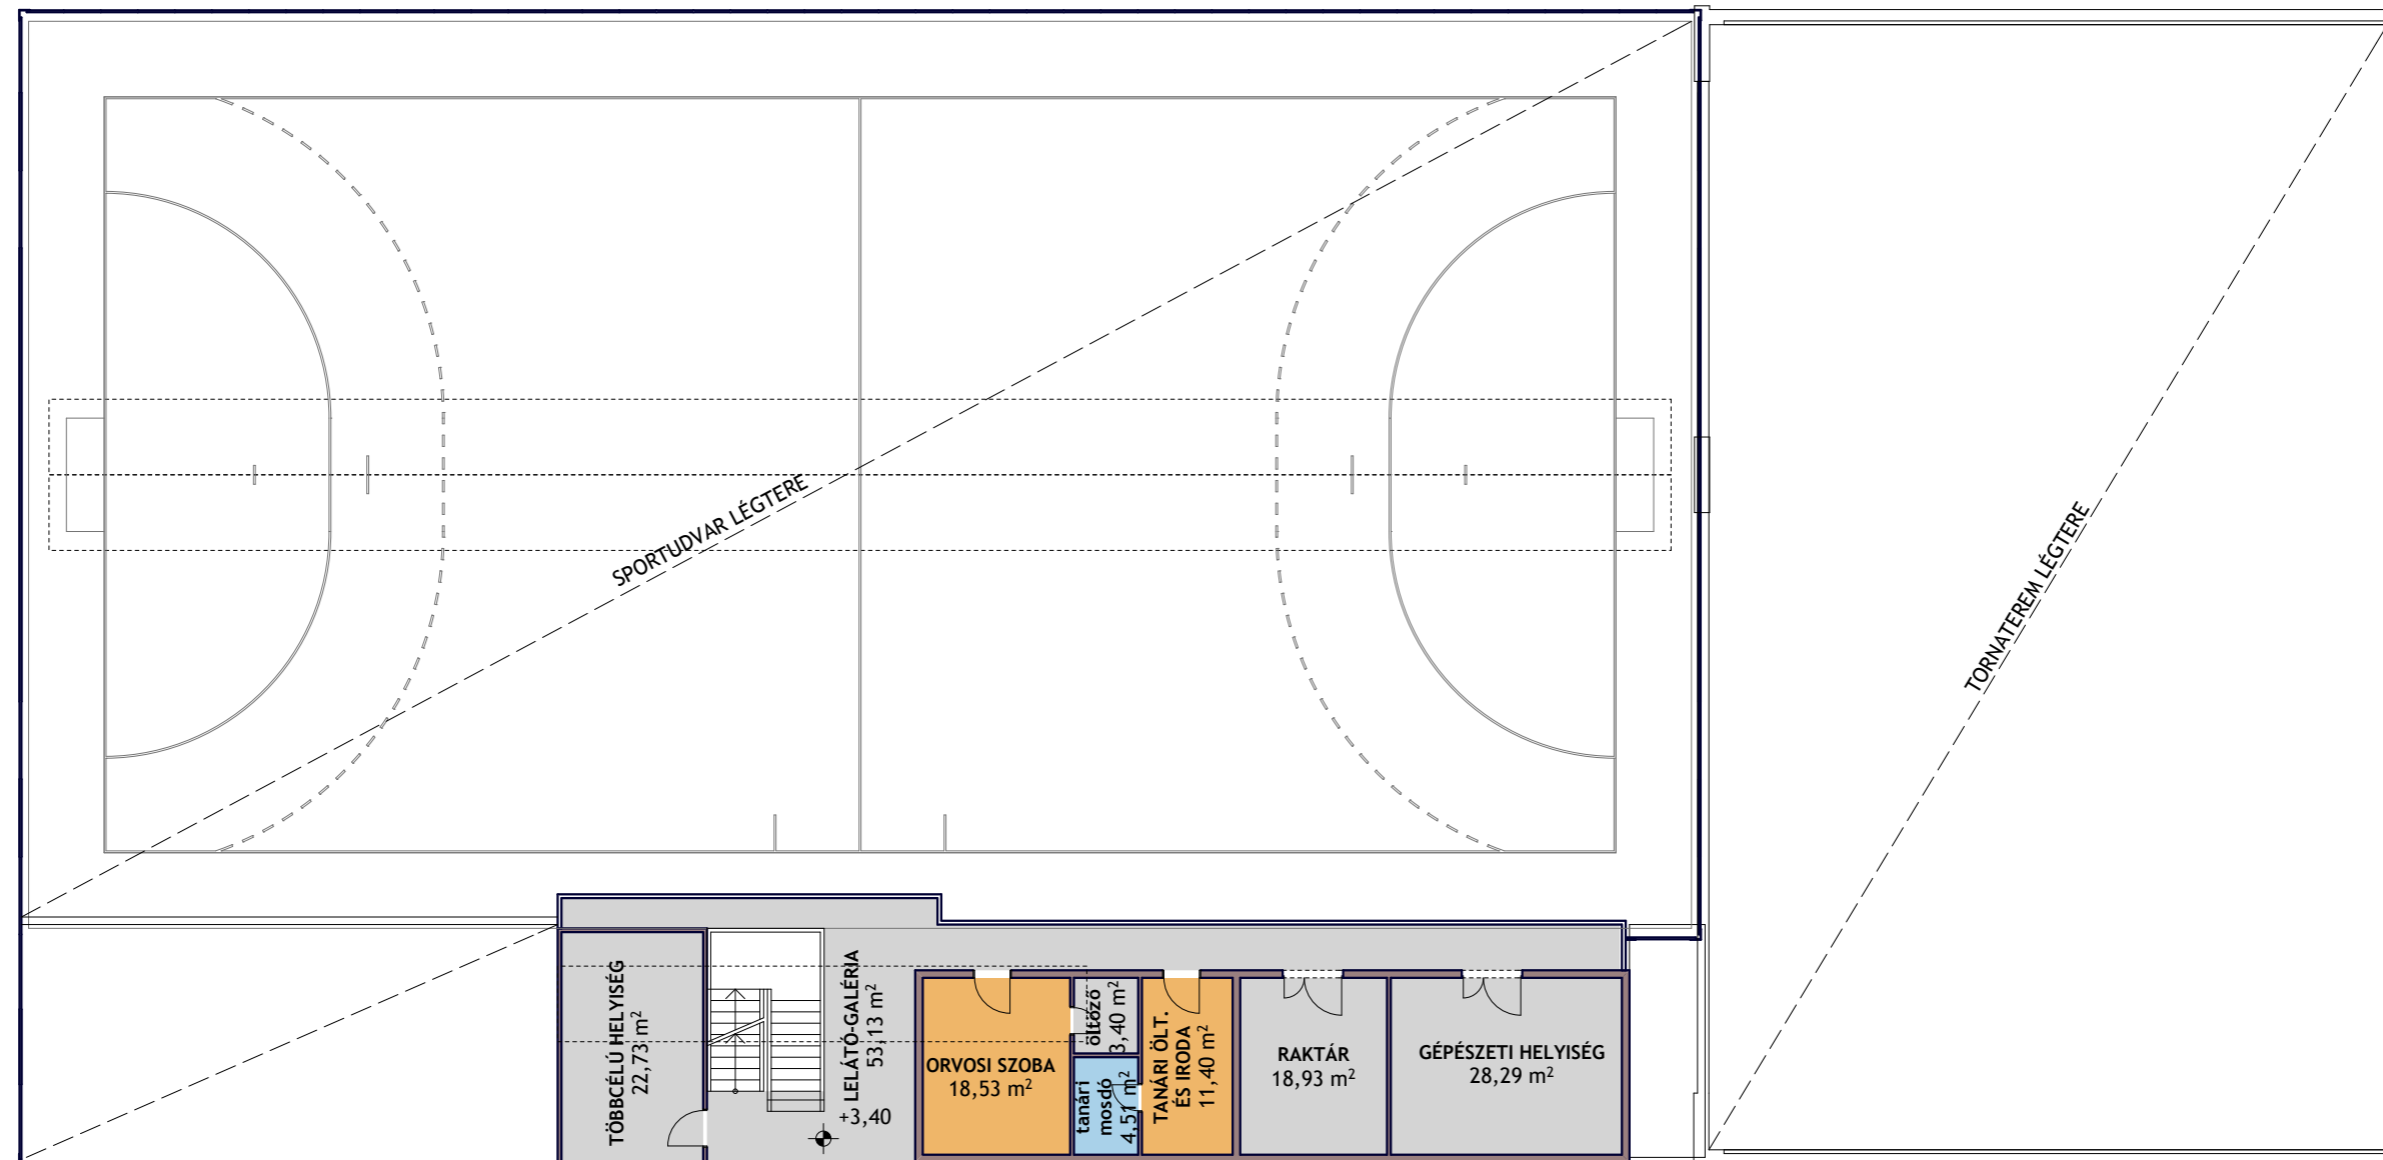 SPORTUDVAR LÉGTERE
TORNATEREM LÉGTERE
TÖBBCÉLÚ HELYISÉG
22,73 m²
LELÁTÓ-GALÉRIA
53,13 m²
+3,40
ORVOSI SZOBA
18,53 m²
öltöző
3,40 m²
tanári
mosdó
4,51 m²
TANÁRI ÖLT.
ÉS IRODA
11,40 m²
RAKTÁR
18,93 m²
GÉPÉSZETI HELYISÉG
28,29 m²